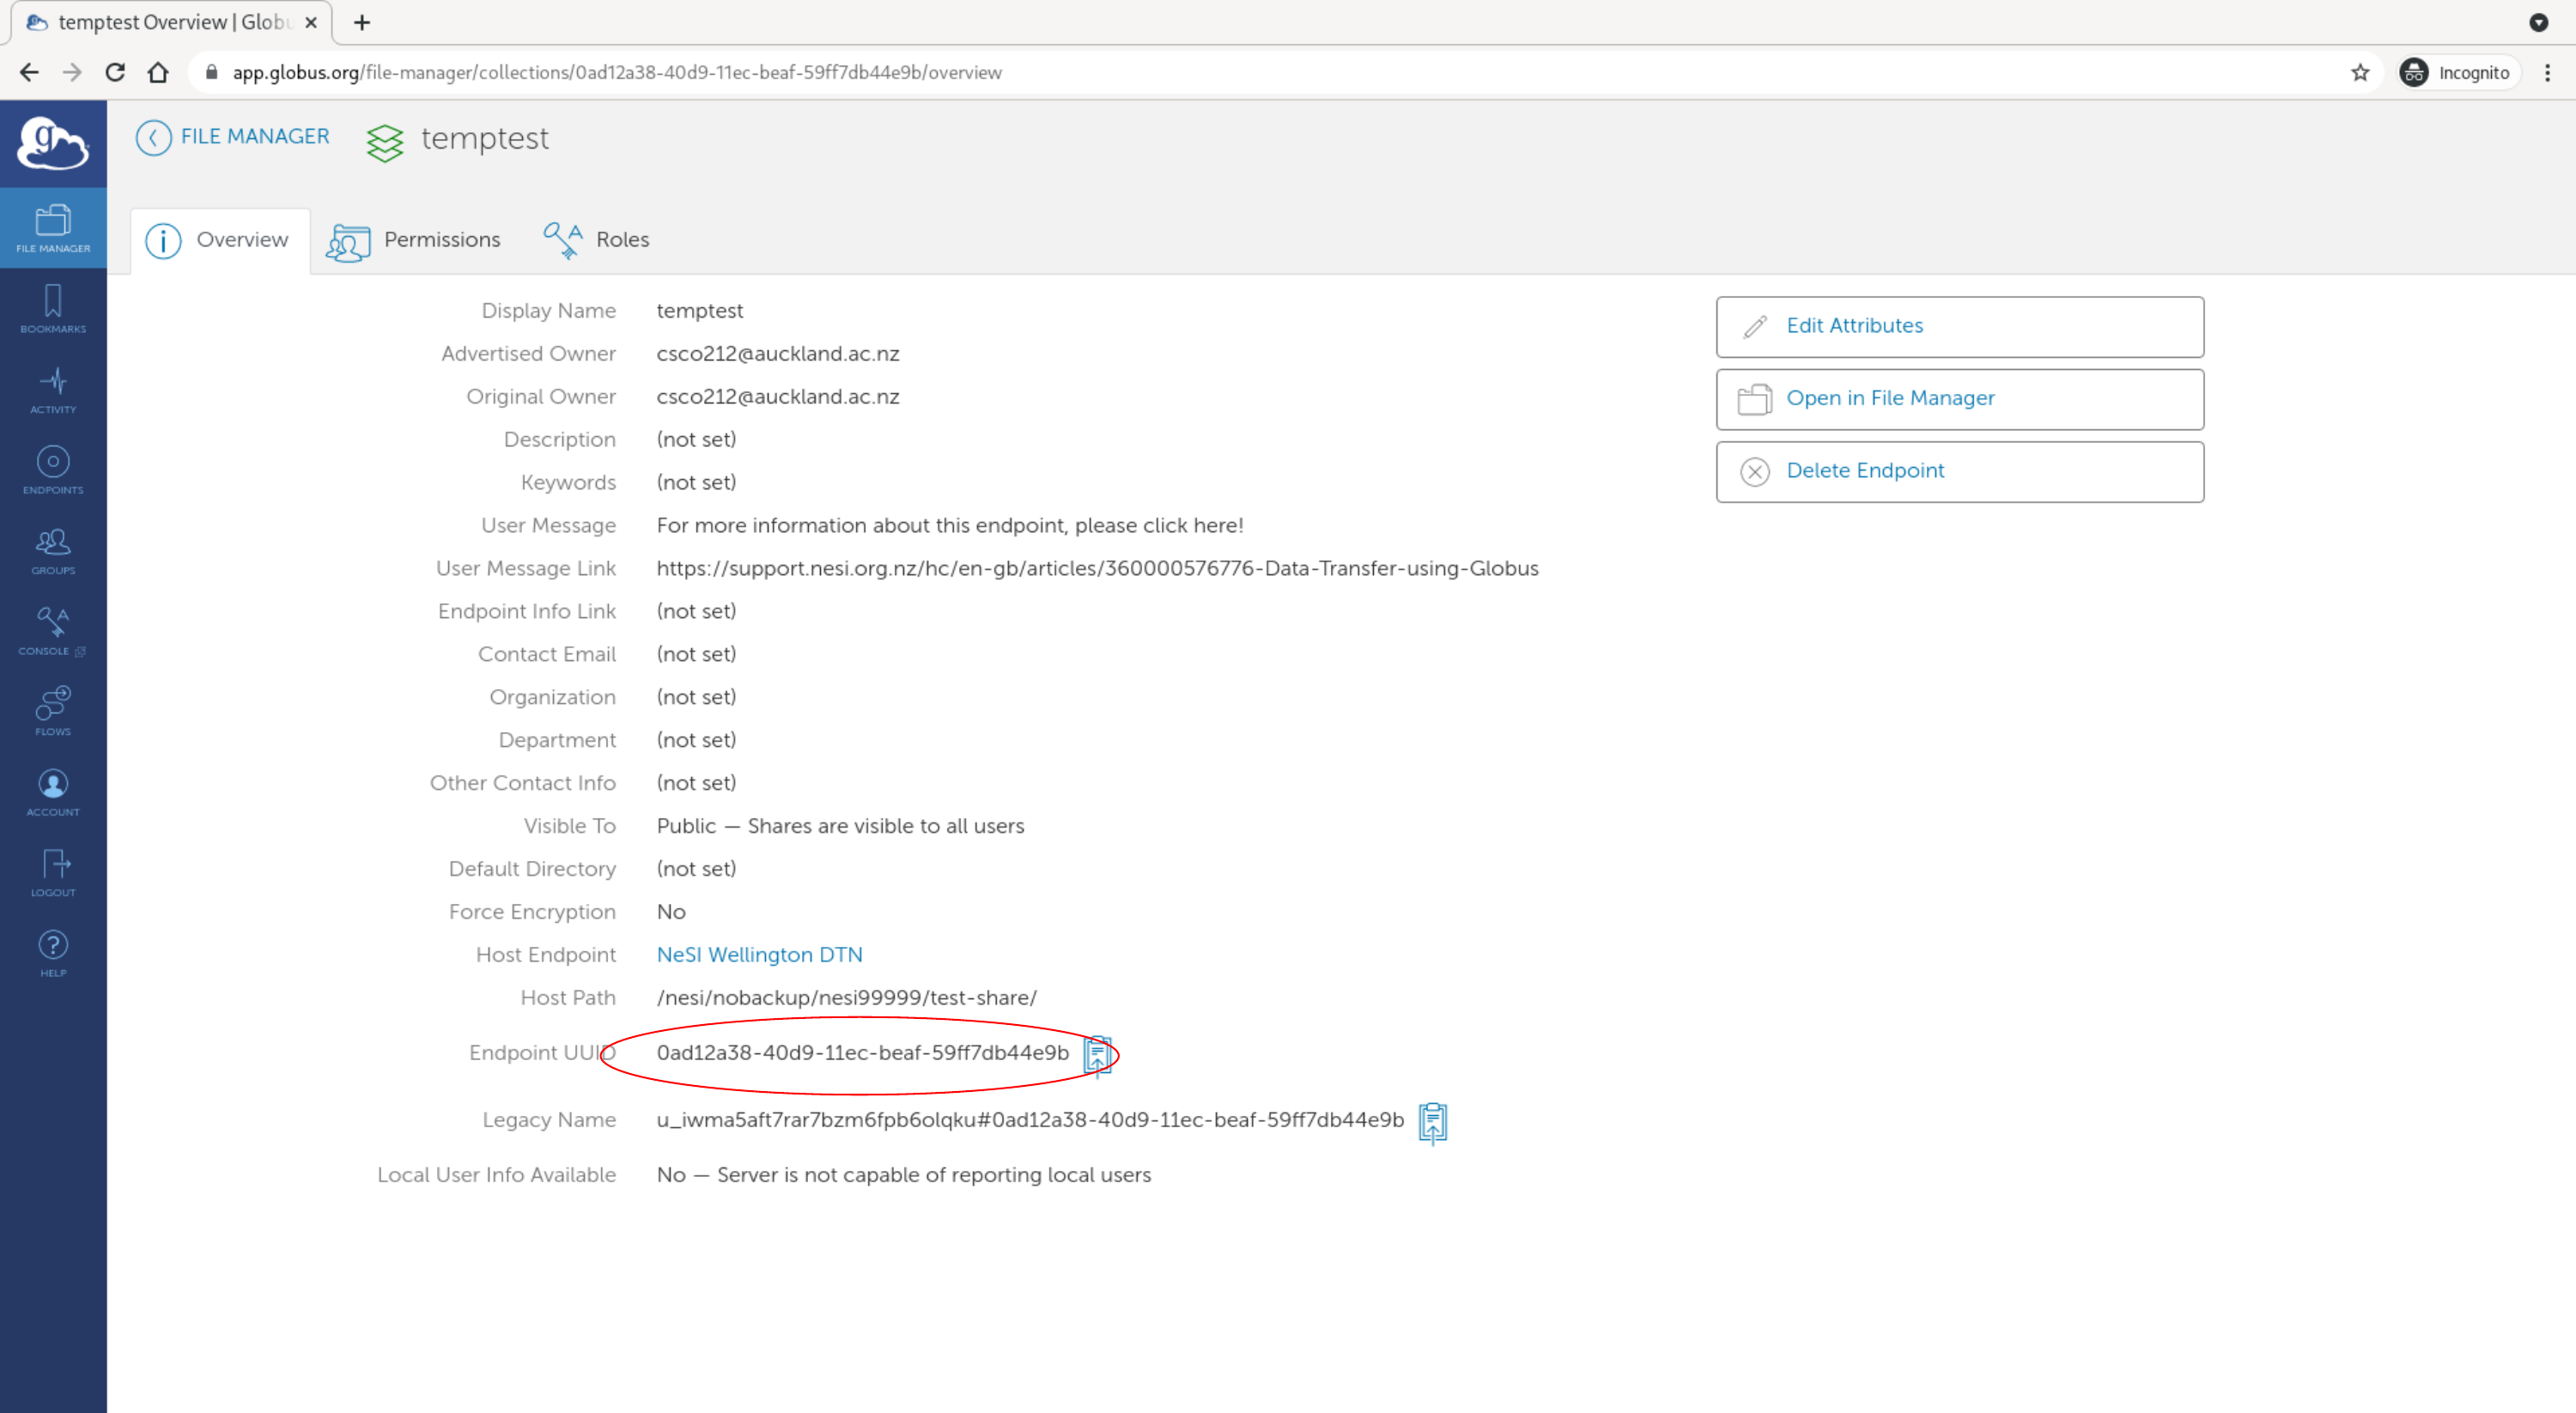 temptest Overview | Glob
app.globus.org/file-manager/collections/0ad12a38-40d9-11ec-beaf-59ff7db44e9b/overview
Incognito
g
FILE MANAGER
temptest
Overview
Permissions
Roles
FILE MANAGER
BOOKMARKS
ACTIVITY
ENDPOINTS
GROUPS
CONSOLE
FLOWS
ACCOUNT
LOGOUT
HELP
Display Name temptest
Advertised Owner csco212@auckland.ac.nz
Original Owner csco212@auckland.ac.nz
Description (not set)
Keywords (not set)
User Message For more information about this endpoint, please click here!
User Message Link https://support.nesi.org.nz/hc/en-gb/articles/360000576776-Data-Transfer-using-Globus
Endpoint Info Link (not set)
Contact Email (not set)
Organization (not set)
Department (not set)
Other Contact Info (not set)
Visible To Public — Shares are visible to all users
Default Directory (not set)
Force Encryption No
Host Endpoint NeSI Wellington DTN
Host Path /nesi/nobackup/nesi99999/test-share/
Endpoint UUID 0ad12a38-40d9-11ec-beaf-59ff7db44e9b
Legacy Name u_iwma5aft7rar7bzm6fpb6olqku#0ad12a38-40d9-11ec-beaf-59ff7db44e9b
Local User Info Available No — Server is not capable of reporting local users
Edit Attributes
Open in File Manager
Delete Endpoint